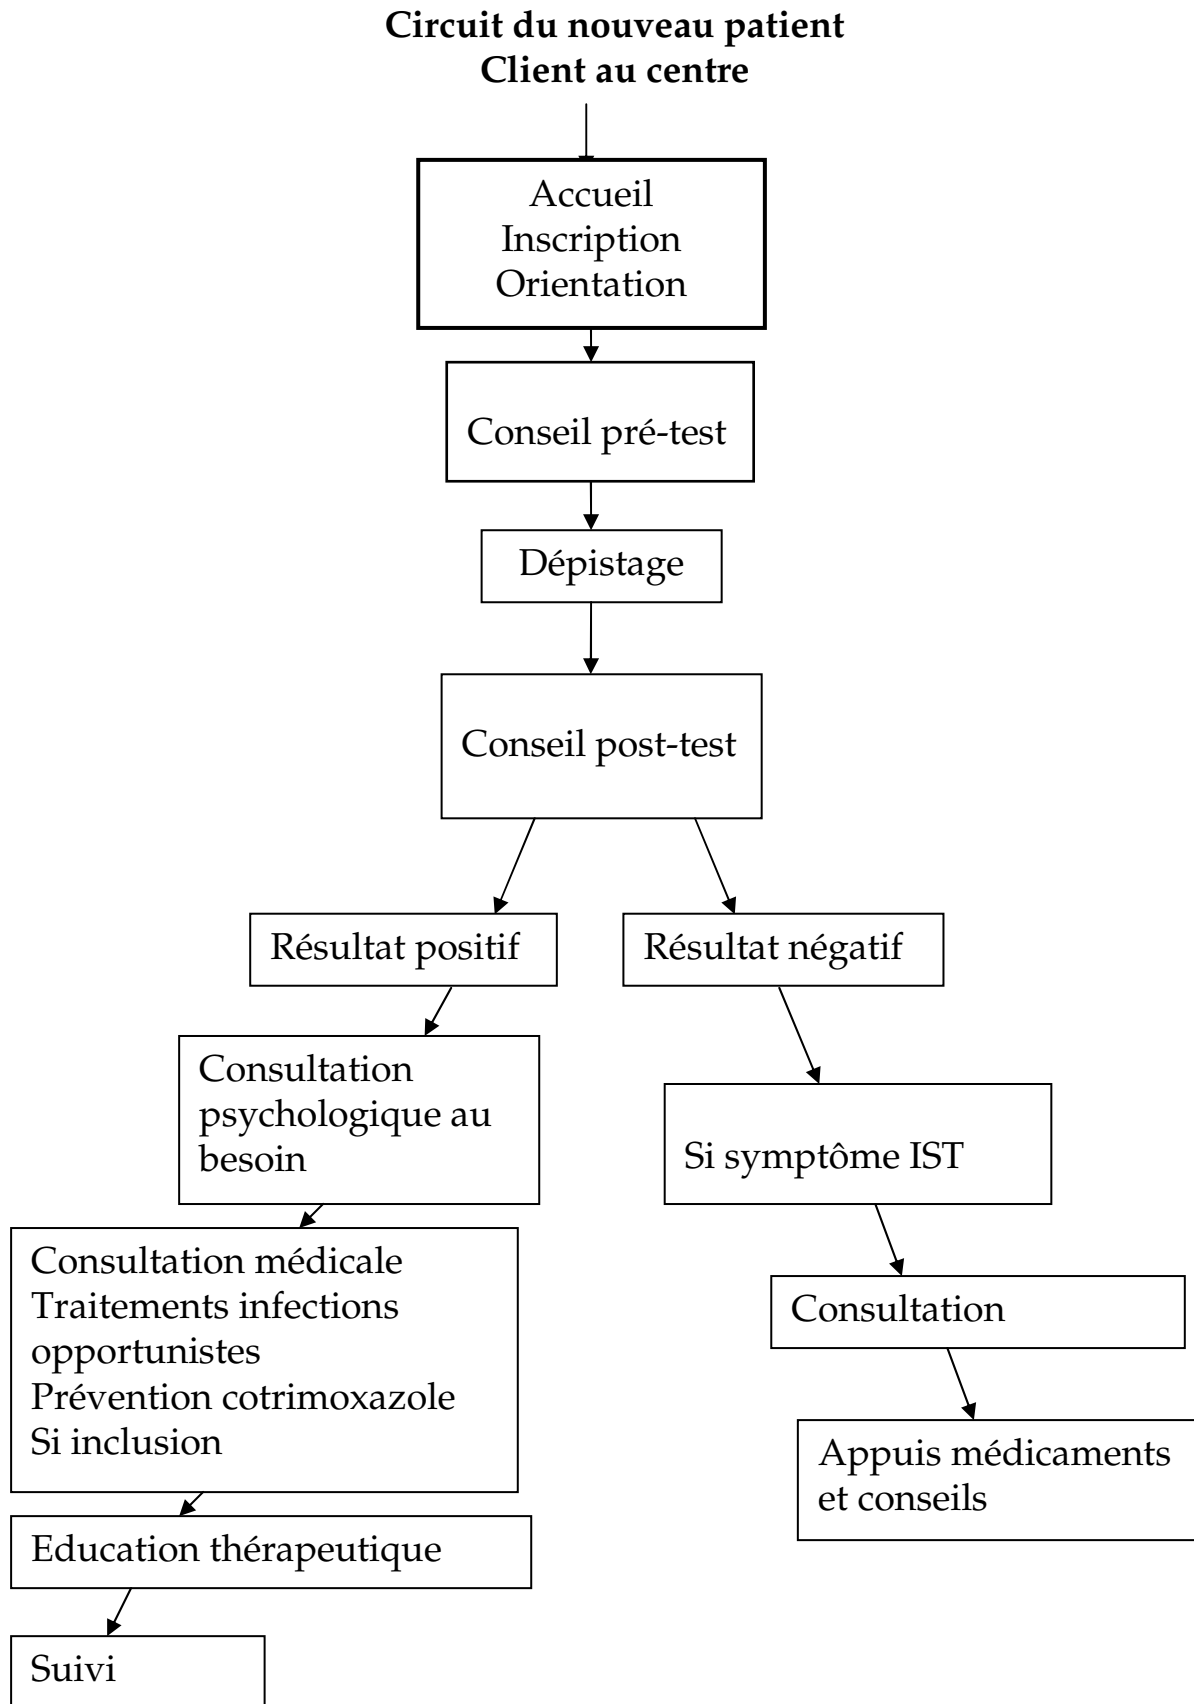 Circuit du nouveau patient
Client au centre
Accueil
Inscription
Orientation
Conseil pré-test
Dépistage
Conseil post-test
Résultat positif
Résultat négatif
Consultation
psychologique au
besoin
Si symptôme IST
Consultation médicale
Traitements infections
opportunistes
Prévention cotrimoxazole
Si inclusion
Consultation
Appuis médicaments
et conseils
Education thérapeutique
Suivi